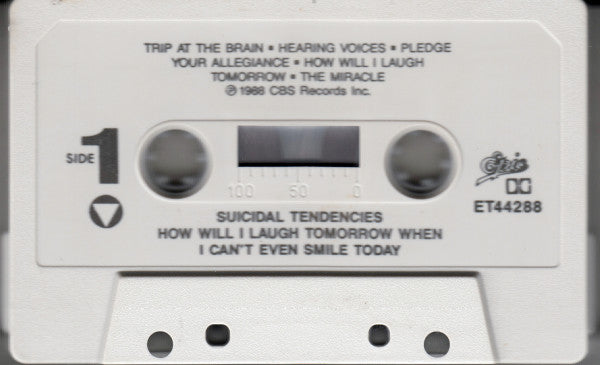 TRIP AT THE BRAIN • HEARING VOICES • PLEDGE
YOUR ALLEGIANCE • HOW WILL I LAUGH
TOMORROW • THE MIRACLE
℗ 1988 CBS Records Inc.
SIDE 1
100 50 0
Epic
ET44288
SUICIDAL TENDENCIES
HOW WILL I LAUGH TOMORROW WHEN
I CAN"T EVEN SMILE TODAY